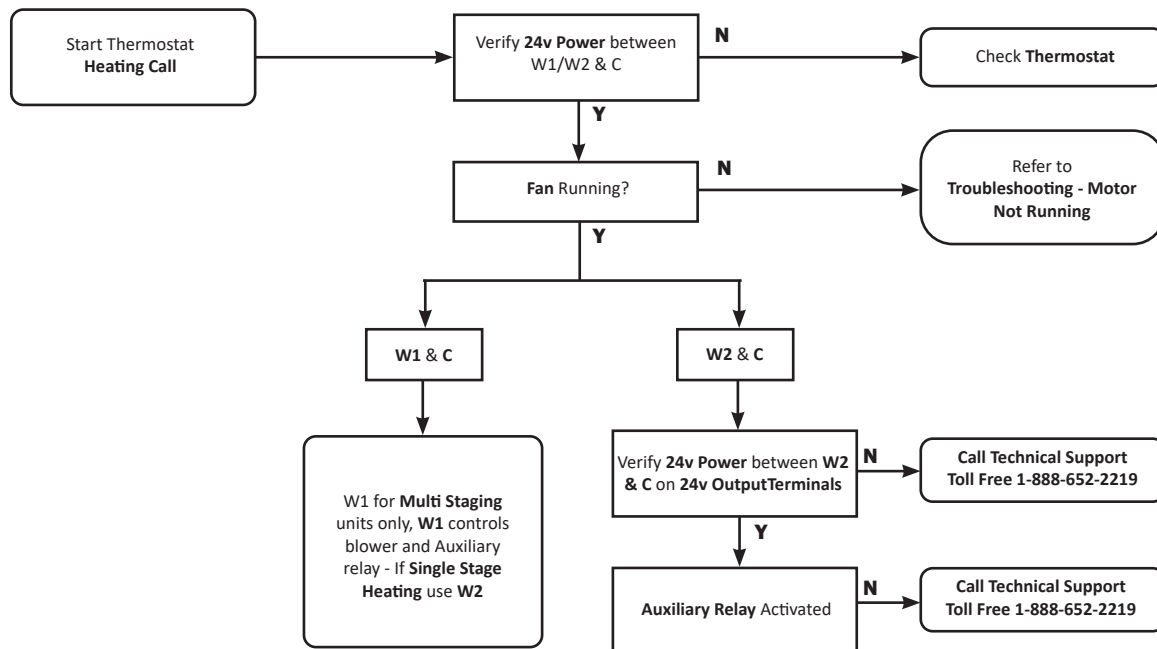 Start Thermostat
Heating Call
Verify 24v Power between
W1/W2 & C
N
Check Thermostat
Y
Fan Running?
N
Refer to
Troubleshooting - Motor
Not Running
Y
W1 & C
W2 & C
W1 for Multi Staging
units only, W1 controls
blower and Auxiliary
relay - If Single Stage
Heating use W2
Verify 24v Power between W2
& C on 24v OutputTerminals
N
Call Technical Support
Toll Free 1-888-652-2219
Y
Auxiliary Relay Activated
N
Call Technical Support
Toll Free 1-888-652-2219